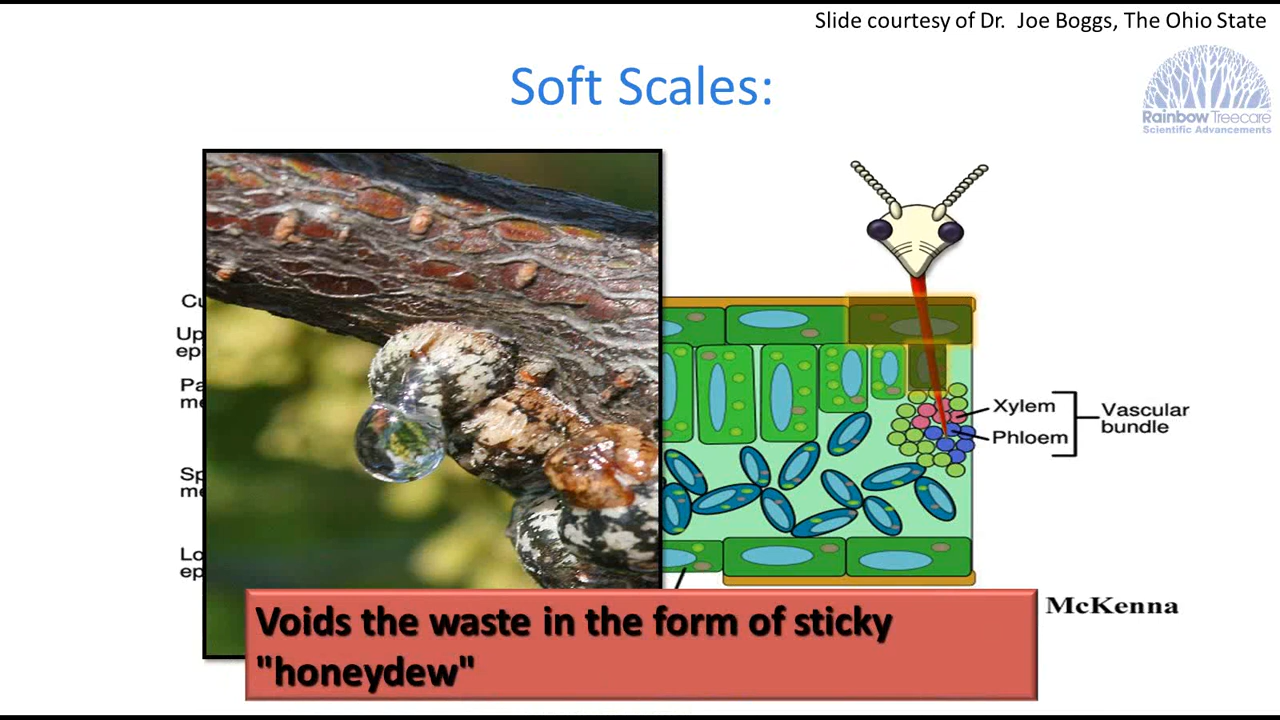 Slide courtesy of Dr. Joe Boggs, The Ohio State
Soft Scales:
Rainbow Treecare
Scientific Advancements
Xylem
Phloem
Vascular
bundle
McKenna
Voids the waste in the form of sticky
"honeydew"